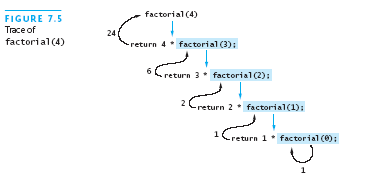 FIGURE 7.5
Trace of
factorial(4)
factorial(4)
24
return 4 * factorial(3);
6
return 3 * factorial(2);
2
return 2 * factorial(1);
1
return 1 * factorial(0);
1